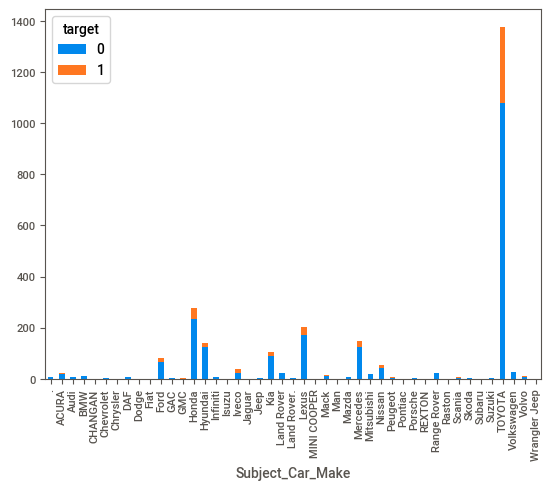 target
0
1
1400
1200
1000
800
600
400
200
0
.
ACURA
Audi
BMW
CHANGAN
Chevrolet
Chrysler
DAF
Dodge
Fiat
Ford
GAC
GMC
Honda
Hyundai
Infiniti
Isuzu
Iveco
Jaguar
Jeep
Kia
Land Rover
Land Rover.
Lexus
MINI COOPER
Mack
Man
Mazda
Mercedes
Mitsubishi
Nissan
Peugeot
Pontiac
Porsche
REXTON
Range Rover
Raston
Scania
Skoda
Subaru
Suzuki
TOYOTA
Volkswagen
Volvo
Wrangler Jeep
Subject_Car_Make